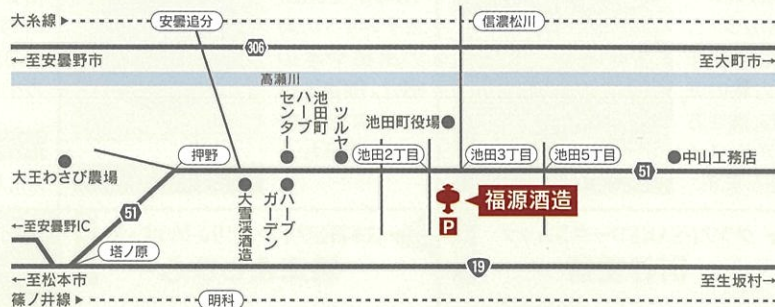 大糸線▶
安曇追分
信濃松川
306
←至安曇野市
至大町市→
高瀬川
池田町ハーブセンター
ツルヤ
池田町役場
押野
池田2丁目
池田3丁目
池田5丁目
中山工務店
大王わさび農場
51
51
大雪渓酒造
ハーブガーデン
福源酒造
P
←至安曇野IC
塔ノ原
19
←至松本市
至生坂村→
篠ノ井線▶
明科